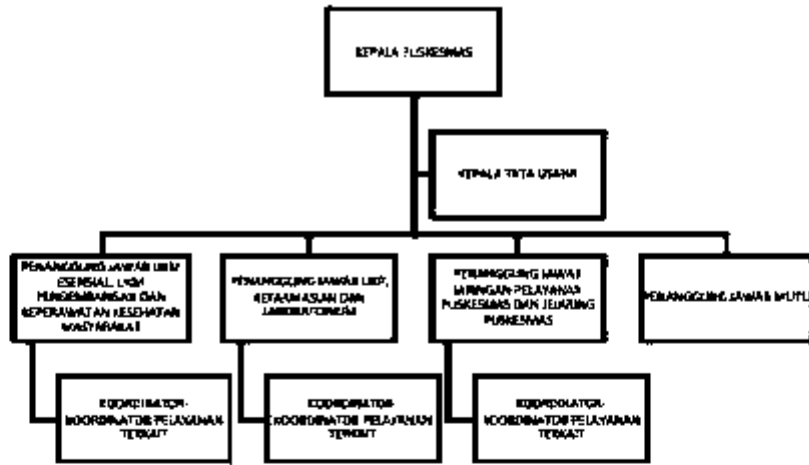 KEPALA PUSKESMAS
KEPALA TATA USAHA
PENANGGUNG JAWAB UKM
ESENSIAL, UKM
PENGEMBANGAN DAN
KEPERAWATAN KESEHATAN
MASYARAKAT
PENANGGUNG JAWAB UKP,
KEFARMASIAN DAN
LABORATORIUM
PENANGGUNG JAWAB
JARINGAN PELAYANAN
PUSKESMAS DAN JEJARING
PUSKESMAS
PENANGGUNG JAWAB MUTU
KOORDINATOR-
KOORDINATOR PELAYANAN
TERKAIT
KOORDINATOR-
KOORDINATOR PELAYANAN
TERKAIT
KOORDINATOR-
KOORDINATOR PELAYANAN
TERKAIT